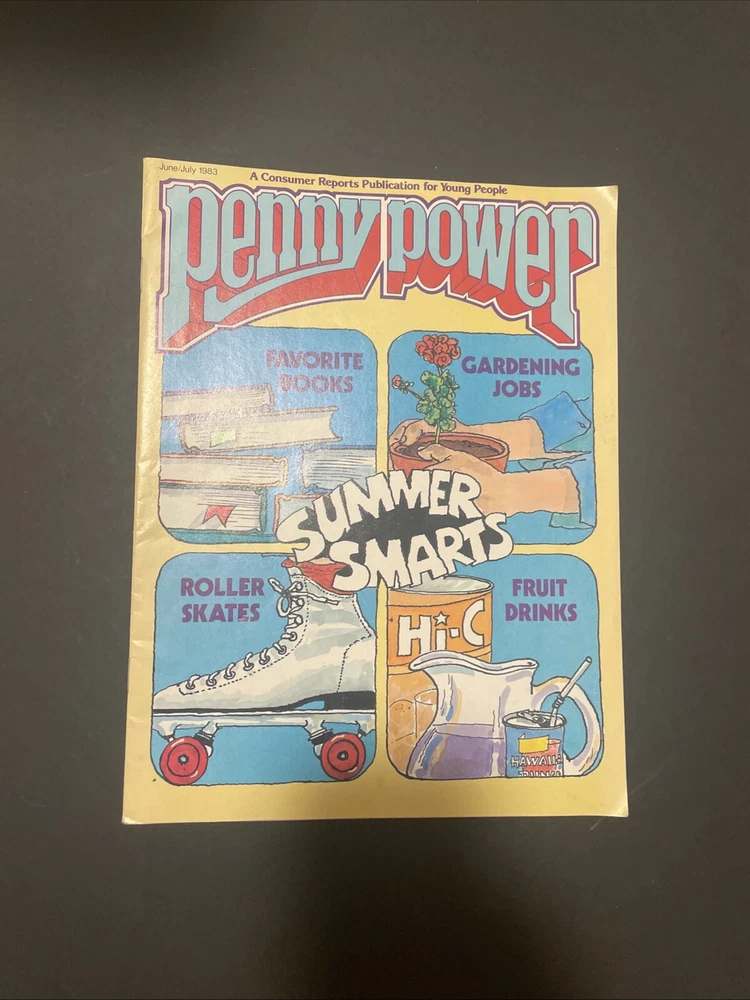 June/July 1983
A Consumer Reports Publication for Young People
penny power
FAVORITE
BOOKS
GARDENING
JOBS
SUMMER
SMARTS
ROLLER
SKATES
FRUIT
DRINKS
Hi-C